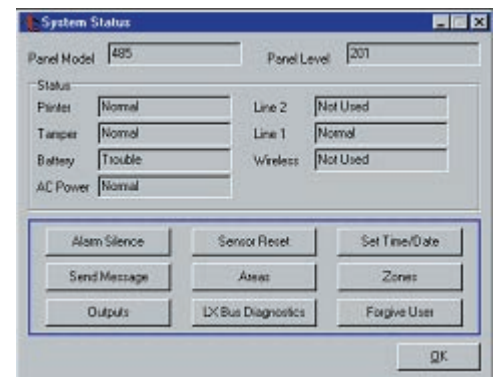 System Status
Panel Model 485 Panel Level 201
Status
Printer Normal Line 2 Not Used
Tamper Normal Line 1 Normal
Battery Trouble Wireless Not Used
AC Power Normal
Alarm Silence Sensor Reset Set Time/Date
Send Message Areas Zones
Outputs LX Bus Diagnostics Forgive User
OK